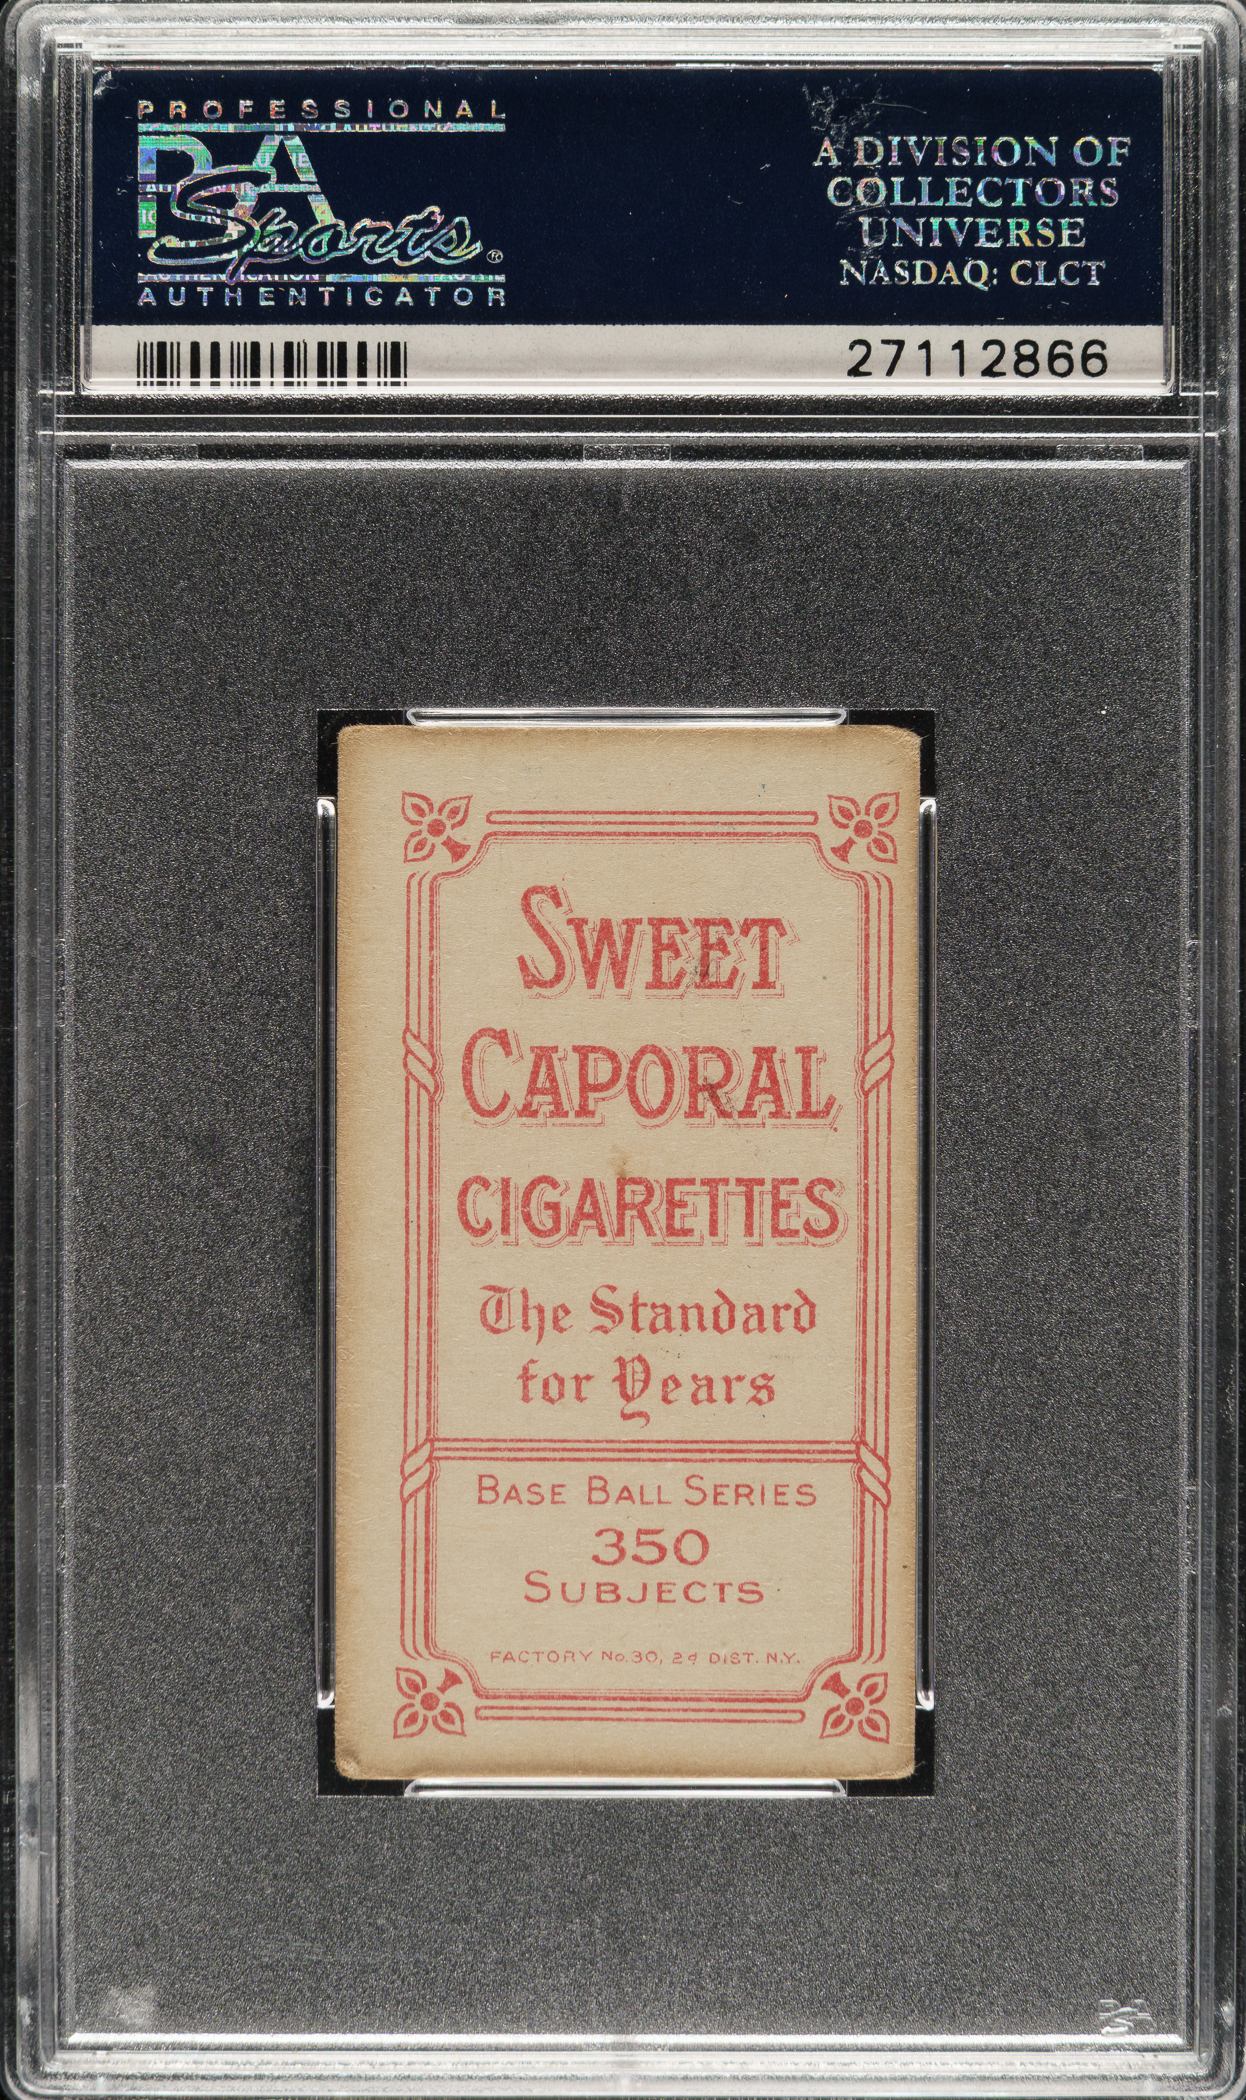 PROFESSIONAL
PSA
Sports®
AUTHENTICATOR
A DIVISION OF
COLLECTORS
UNIVERSE
NASDAQ: CLCT
27112866
SWEET
CAPORAL
CIGARETTES
The Standard
for Years
BASE BALL SERIES
350
SUBJECTS
FACTORY No. 30, 2d DIST. N.Y.
PSA